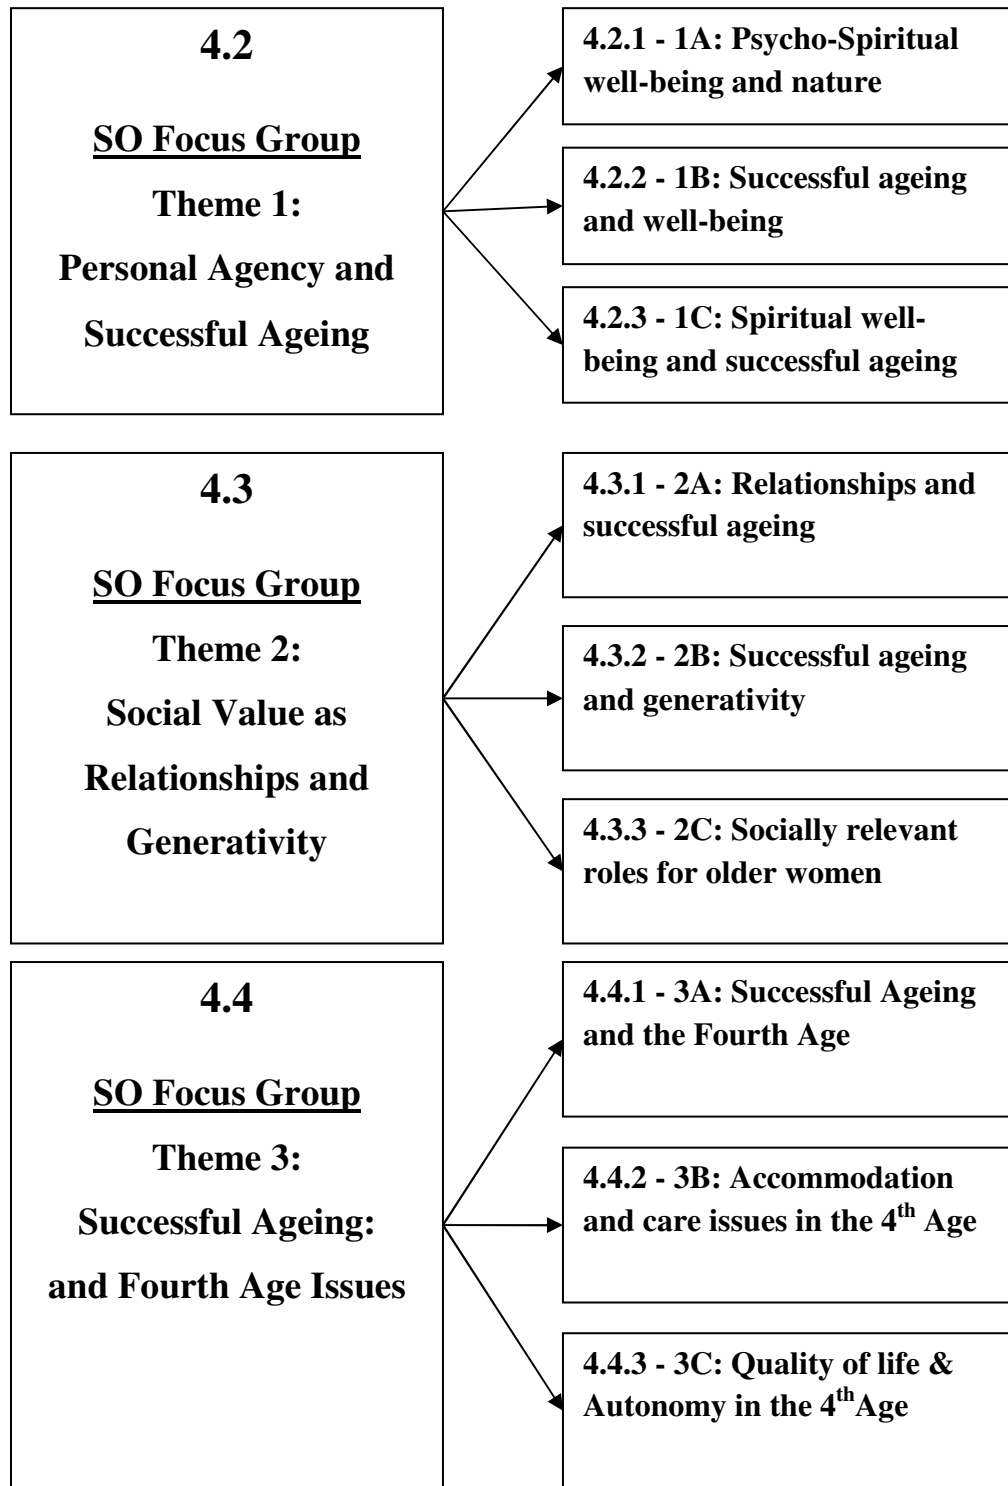 4.2
SO Focus Group
Theme 1:
Personal Agency and
Successful Ageing
4.2.1 - 1A: Psycho-Spiritual
well-being and nature
4.2.2 - 1B: Successful ageing
and well-being
4.2.3 - 1C: Spiritual well-
being and successful ageing
4.3
SO Focus Group
Theme 2:
Social Value as
Relationships and
Generativity
4.3.1 - 2A: Relationships and
successful ageing
4.3.2 - 2B: Successful ageing
and generativity
4.3.3 - 2C: Socially relevant
roles for older women
4.4
SO Focus Group
Theme 3:
Successful Ageing:
and Fourth Age Issues
4.4.1 - 3A: Successful Ageing
and the Fourth Age
4.4.2 - 3B: Accommodation
and care issues in the 4th Age
4.4.3 - 3C: Quality of life &
Autonomy in the 4thAge